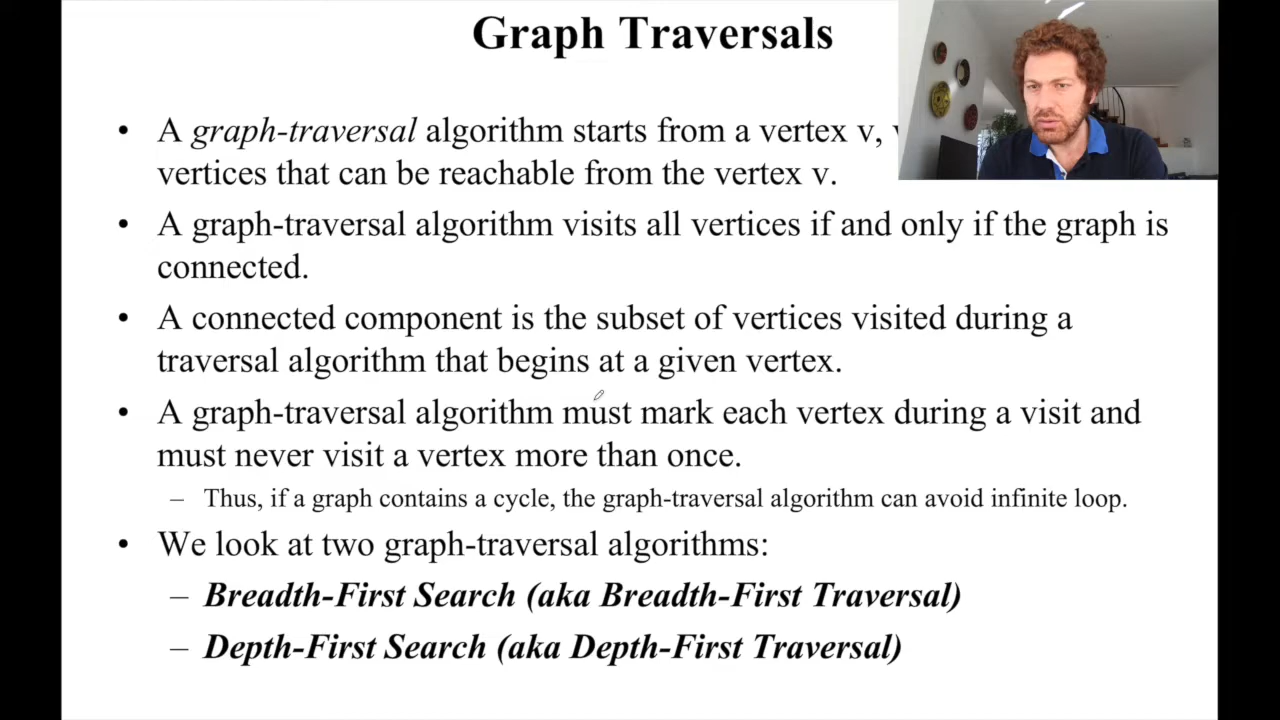 Graph Traversals
• A graph-traversal algorithm starts from a vertex v,
vertices that can be reachable from the vertex v.
• A graph-traversal algorithm visits all vertices if and only if the graph is
connected.
• A connected component is the subset of vertices visited during a
traversal algorithm that begins at a given vertex.
• A graph-traversal algorithm must mark each vertex during a visit and
must never visit a vertex more than once.
– Thus, if a graph contains a cycle, the graph-traversal algorithm can avoid infinite loop.
• We look at two graph-traversal algorithms:
– Breadth-First Search (aka Breadth-First Traversal)
– Depth-First Search (aka Depth-First Traversal)